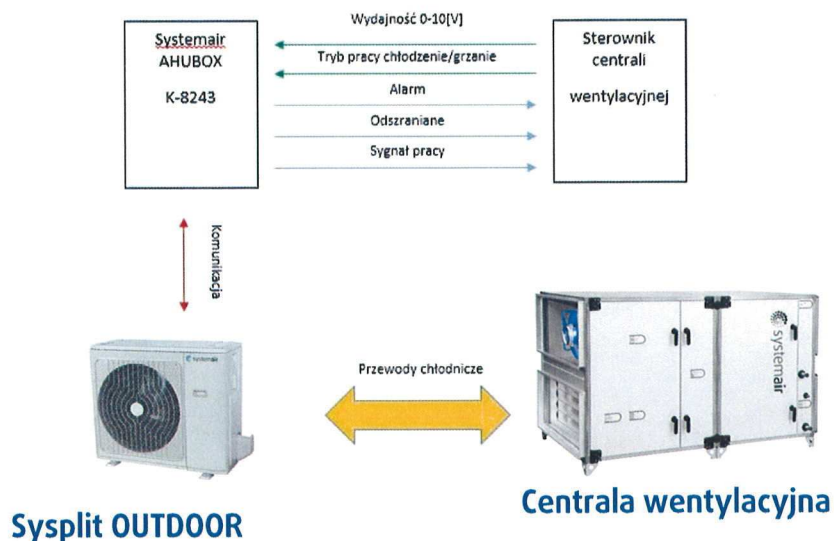 Wydajność 0-10[V]
Systemair
AHUBOX
K-8243
Tryb pracy chłodzenie/grzanie
Alarm
Odszraniane
Sygnał pracy
Sterownik
centrali
wentylacyjnej
Komunikacja
systemair
Przewody chłodnicze
systemair
Sysplit OUTDOOR
Centrala wentylacyjna